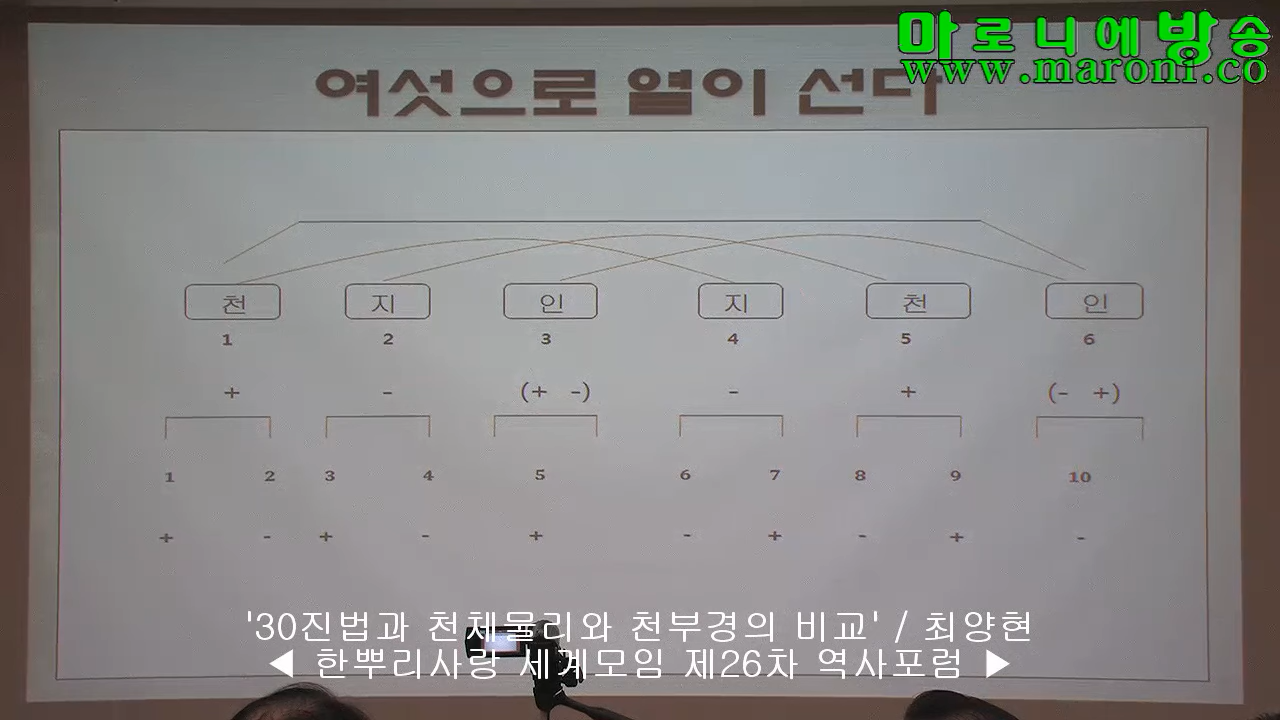 마로니에방송
www.maroni.co
여섯으로 열이 선다
천 지 인 지 천 인
1 2 3 4 5 6
+ - (+ -) - + (- +)
1 2 3 4 5 6 7 8 9 10
+ - + - + - + - + -
'30진법과 천체물리와 천부경의 비교' / 최양현
◀ 한뿌리사랑 세계모임 제26차 역사포럼 ▶